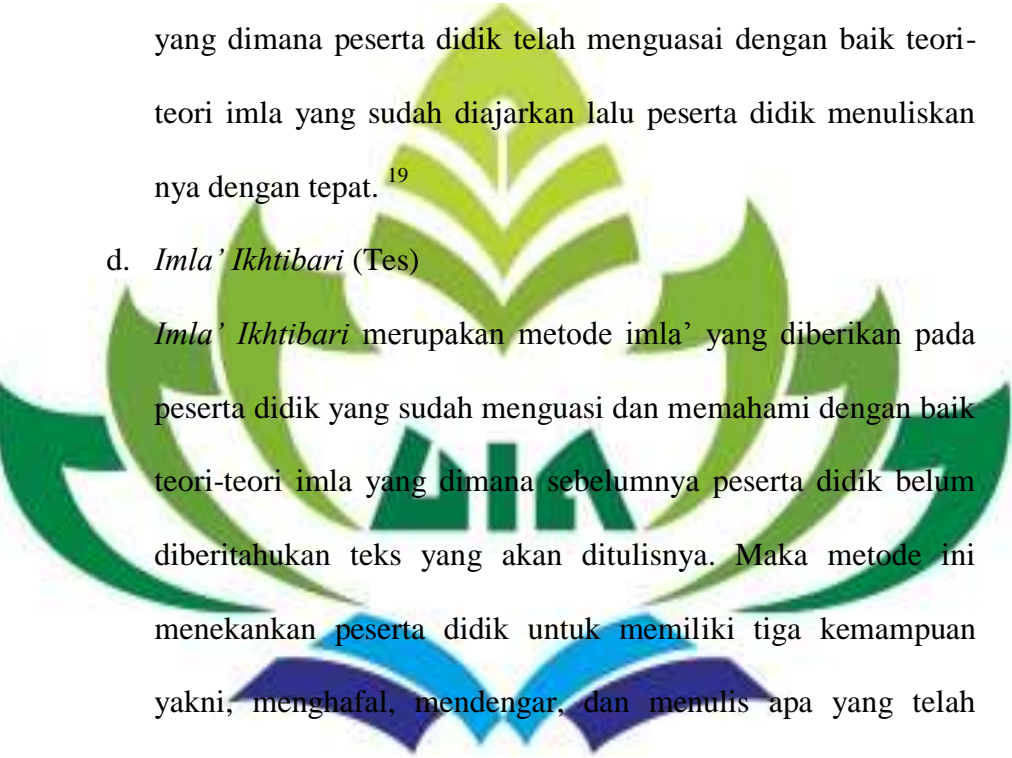 yang dimana peserta didik telah menguasai dengan baik teori-
teori imla yang sudah diajarkan lalu peserta didik menuliskan
nya dengan tepat. 19
d. Imla’ Ikhtibari (Tes)
Imla’ Ikhtibari merupakan metode imla’ yang diberikan pada
peserta didik yang sudah menguasi dan memahami dengan baik
teori-teori imla yang dimana sebelumnya peserta didik belum
diberitahukan teks yang akan ditulisnya. Maka metode ini
menekankan peserta didik untuk memiliki tiga kemampuan
yakni, menghafal, mendengar, dan menulis apa yang telah